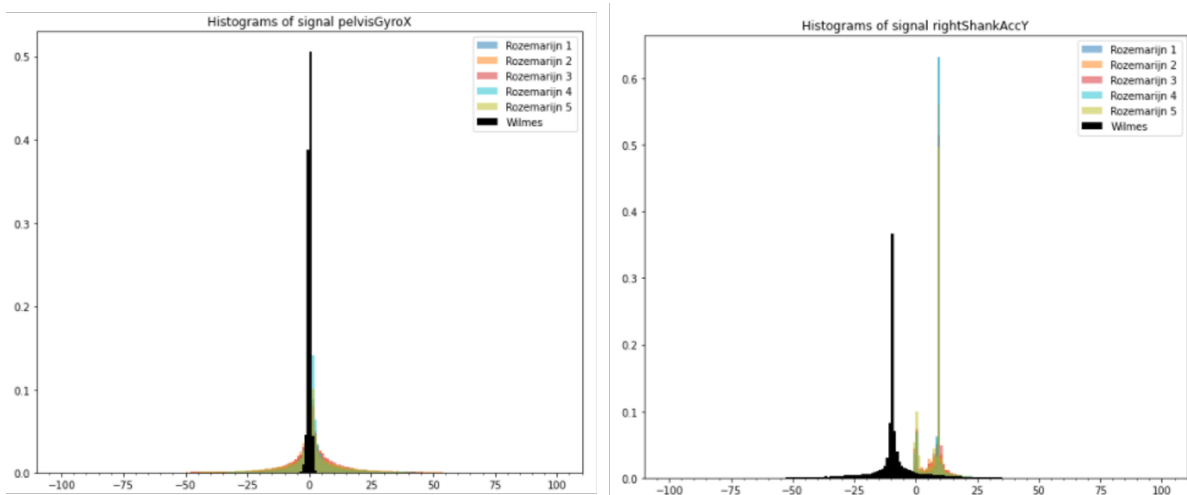 Histograms of signal pelvisGyroX
Rozemarijn 1
Rozemarijn 2
Rozemarijn 3
Rozemarijn 4
Rozemarijn 5
Wilmes
0.5
0.4
0.3
0.2
0.1
0.0
−100 −75 −50 −25 0 25 50 75 100
Histograms of signal rightShankAccY
Rozemarijn 1
Rozemarijn 2
Rozemarijn 3
Rozemarijn 4
Rozemarijn 5
Wilmes
0.6
0.5
0.4
0.3
0.2
0.1
0.0
−100 −75 −50 −25 0 25 50 75 100